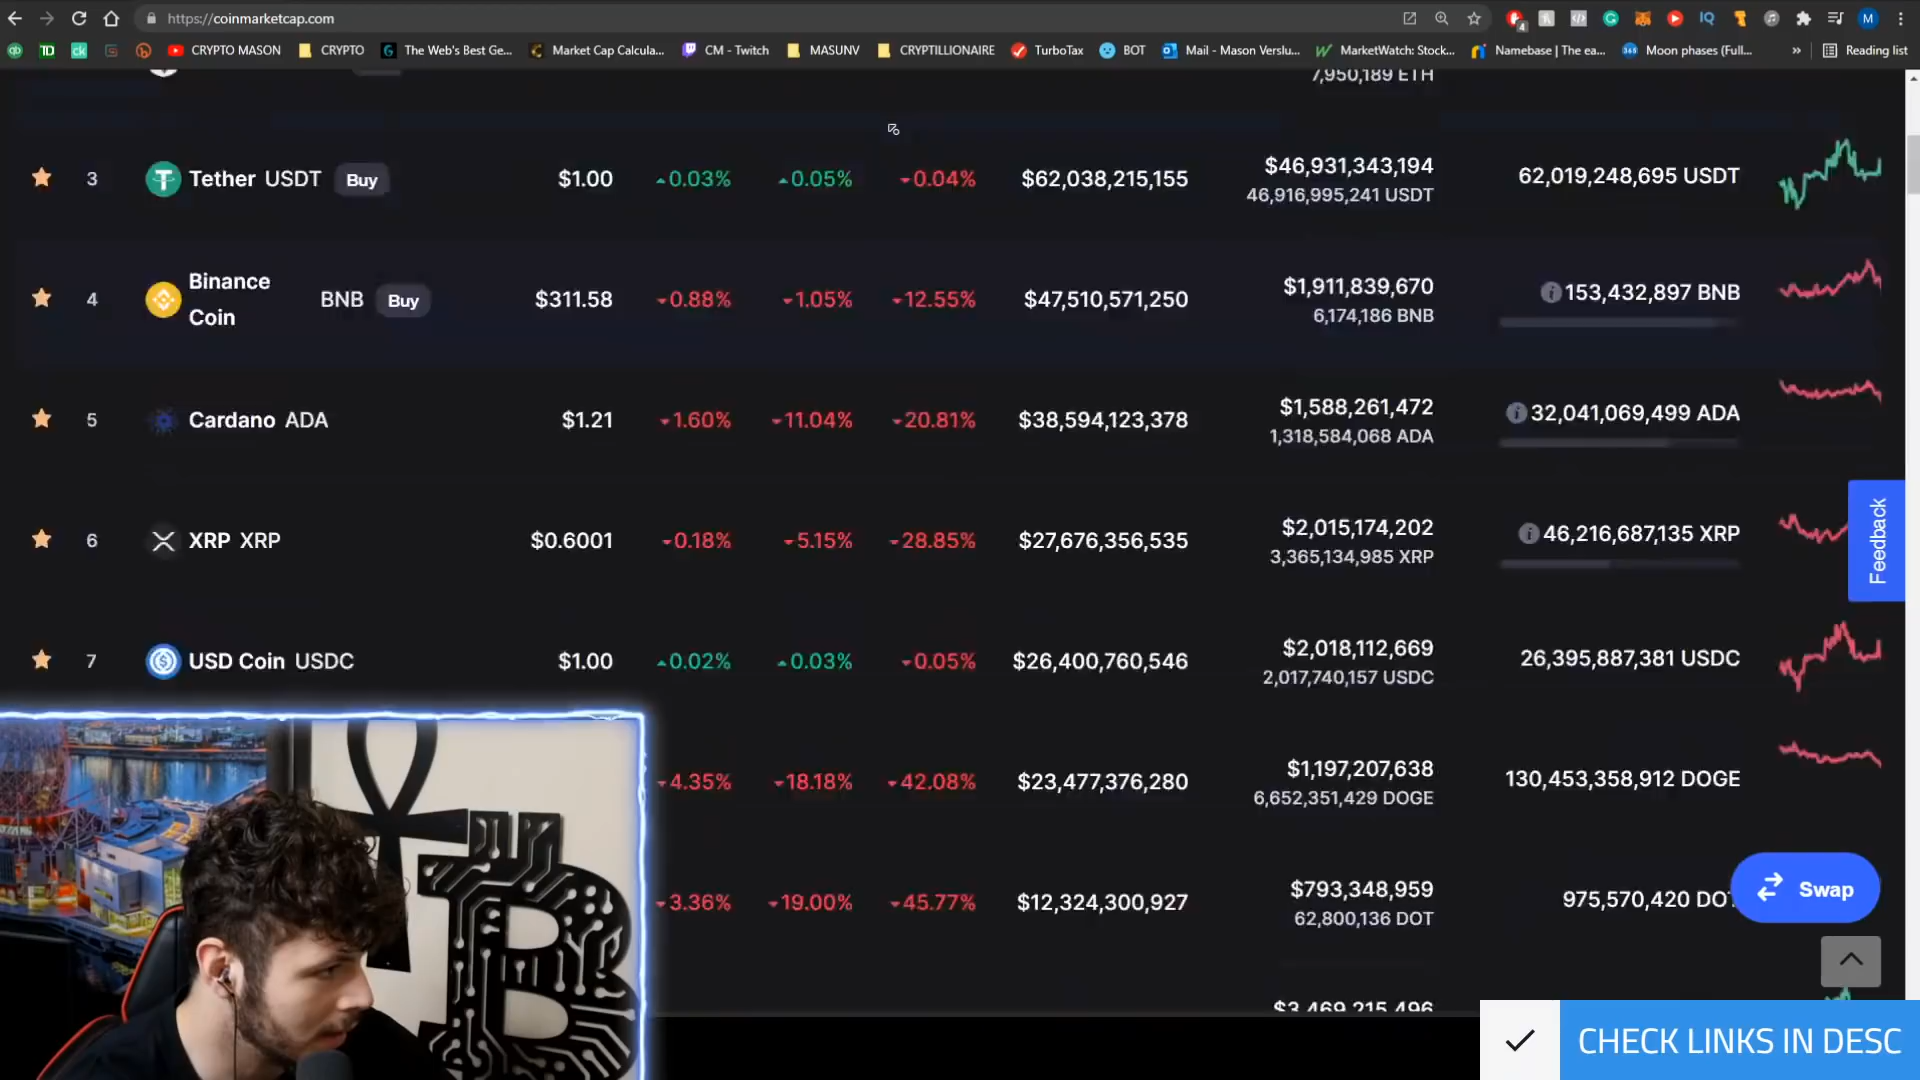 https://coinmarketcap.com
4
M
TD
ck
CRYPTO MASON
CRYPTO
The Web's Best Ge...
Market Cap Calcula...
CM - Twitch
MASUNV
CRYPTILLIONAIRE
TurboTax
BOT
Mail - Mason Verslu...
MarketWatch: Stock...
Namebase | The ea...
Moon phases (Full...
»
Reading list
7,950,189 ETH
3 Tether USDT Buy $1.00 0.03% 0.05% 0.04% $62,038,215,155 $46,931,343,194 62,019,248,695 USDT
46,916,995,241 USDT
4 Binance Coin BNB Buy $311.58 0.88% 1.05% 12.55% $47,510,571,250 $1,911,839,670 153,432,897 BNB
6,174,186 BNB
5 Cardano ADA $1.21 1.60% 11.04% 20.81% $38,594,123,378 $1,588,261,472 32,041,069,499 ADA
1,318,584,068 ADA
6 XRP XRP $0.6001 0.18% 5.15% 28.85% $27,676,356,535 $2,015,174,202 46,216,687,135 XRP
3,365,134,985 XRP
Feedback
7 USD Coin USDC $1.00 0.02% 0.03% 0.05% $26,400,760,546 $2,018,112,669 26,395,887,381 USDC
2,017,740,157 USDC
4.35% 18.18% 42.08% $23,477,376,280 $1,197,207,638 130,453,358,912 DOGE
6,652,351,429 DOGE
3.36% 19.00% 45.77% $12,324,300,927 $793,348,959 975,570,420
62,800,136 DOT
Swap
$3,469,215,496
CHECK LINKS IN DESC